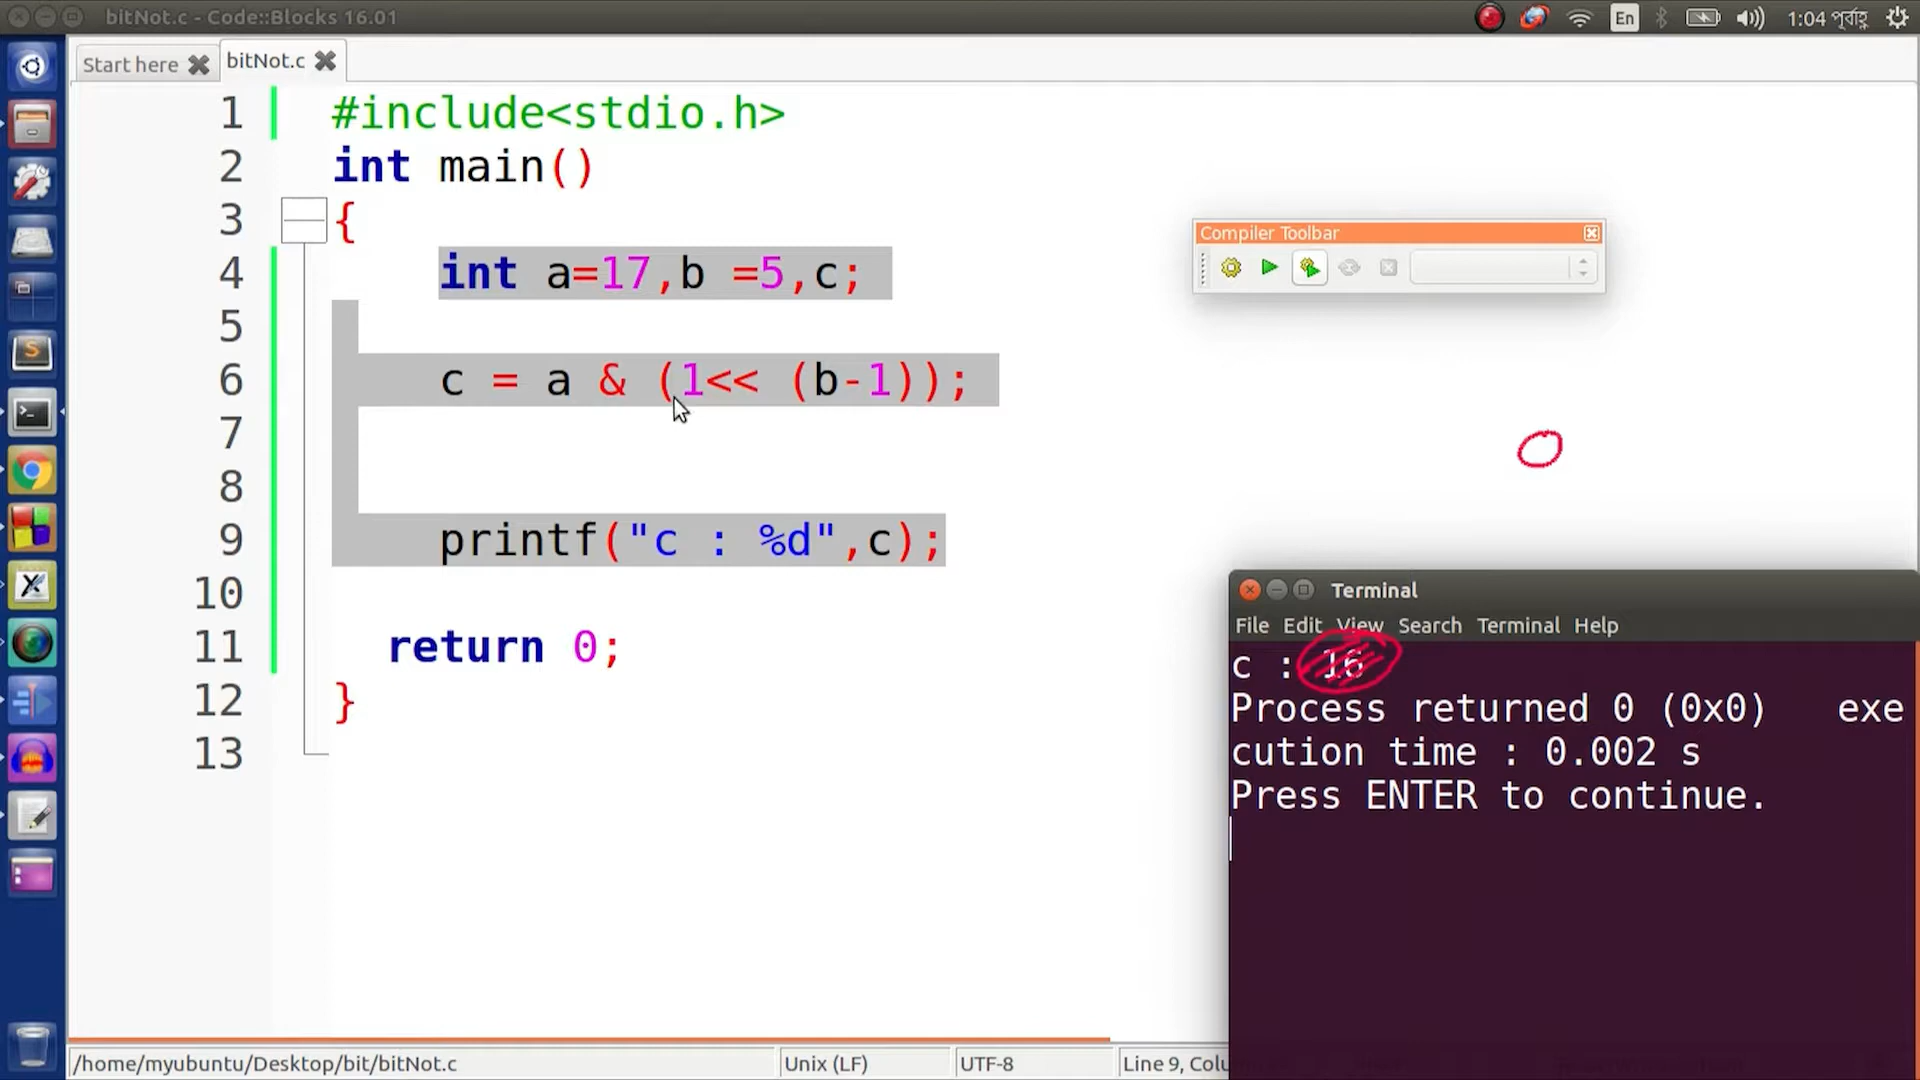 bitNot.c - Code::Blocks 16.01
En
1:04 পূর্বাহ্ণ
Start here
bitNot.c
1 #include<stdio.h>
2 int main()
3 {
4 int a=17,b =5,c;
5
6 c = a & (1<< (b-1));
7
8
9 printf("c : %d",c);
10
11 return 0;
12 }
13
Compiler Toolbar
Terminal
File Edit View Search Terminal Help
c : 16
Process returned 0 (0x0) exe
cution time : 0.002 s
Press ENTER to continue.
/home/myubuntu/Desktop/bit/bitNot.c
Unix (LF)
UTF-8
Line 9, Colu